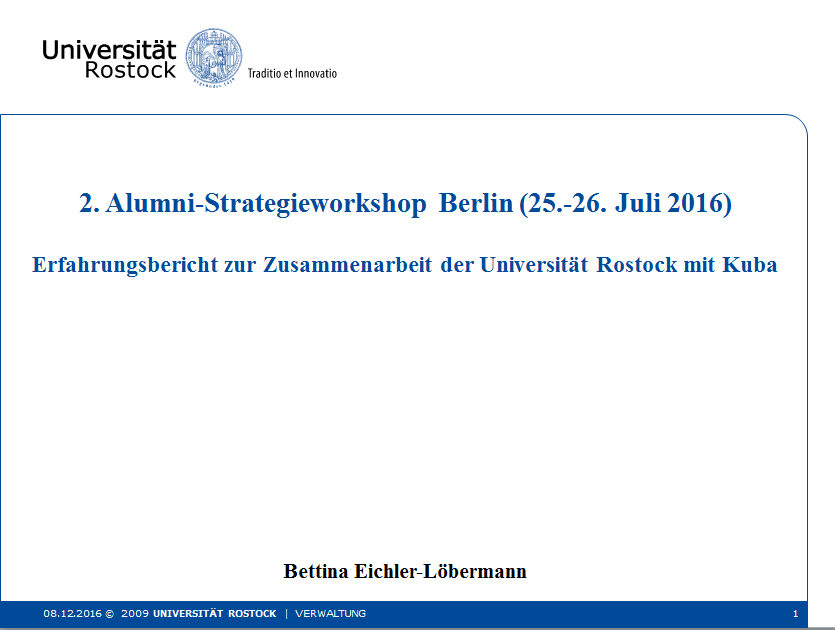 Universität
Rostock
Traditio et Innovatio
2. Alumni-Strategieworkshop Berlin (25.-26. Juli 2016)
Erfahrungsbericht zur Zusammenarbeit der Universität Rostock mit Kuba
Bettina Eichler-Löbermann
08.12.2016 © 2009 UNIVERSITÄT ROSTOCK | VERWALTUNG 1